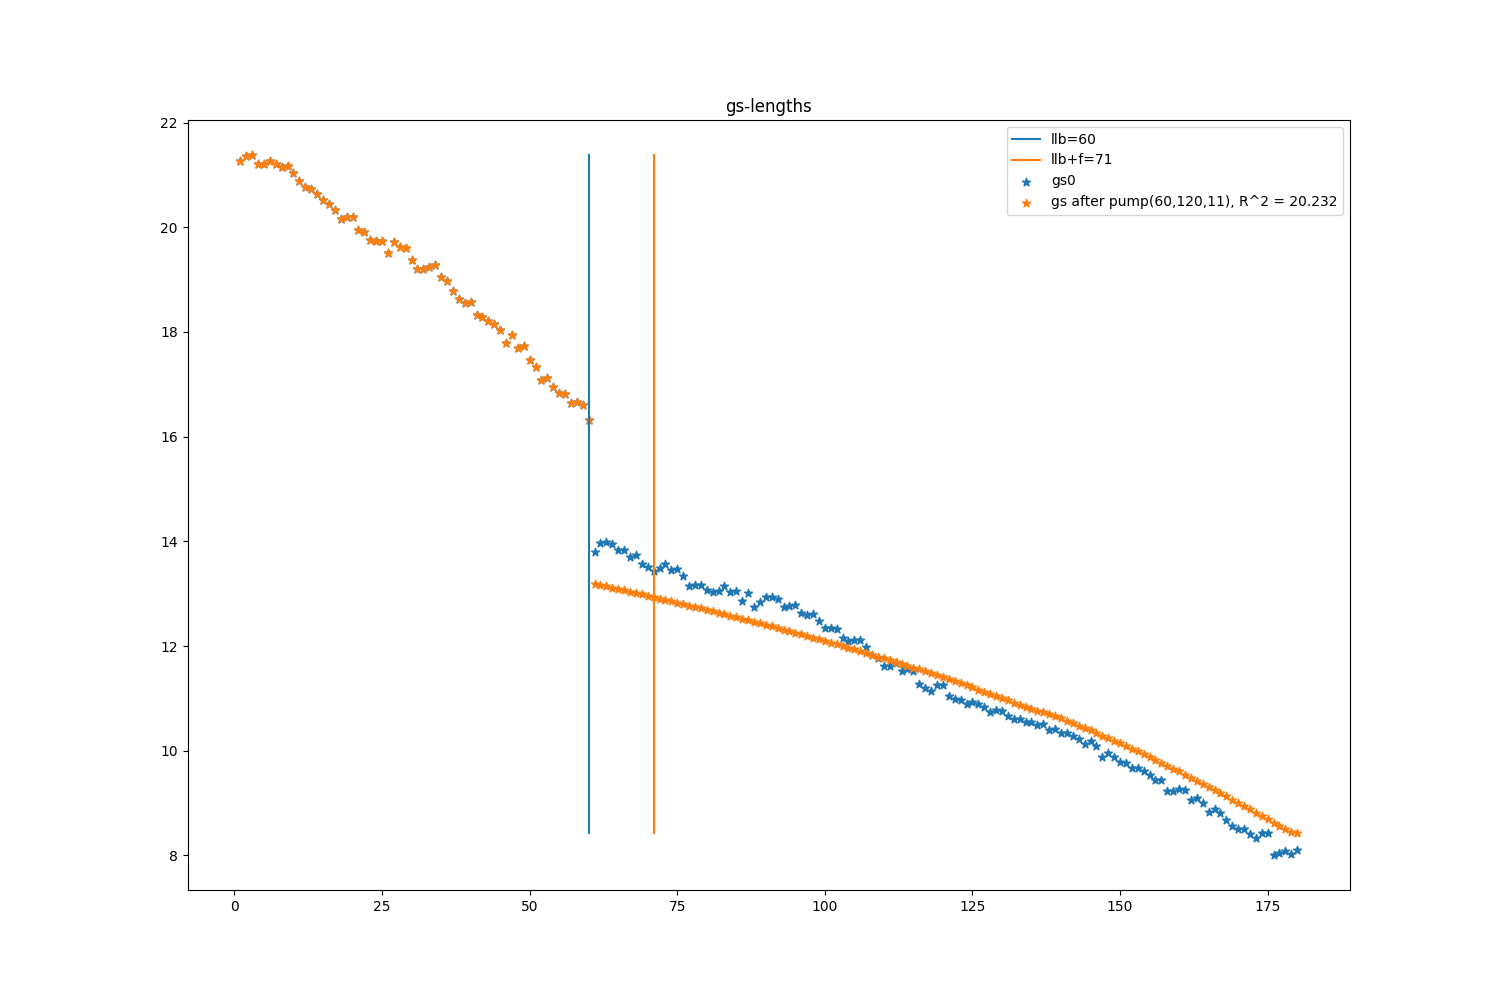 gs-lengths
llb=60
llb+f=71
gs0
gs after pump(60,120,11), R^2 = 20.232
22
20
18
16
14
12
10
8
0 25 50 75 100 125 150 175